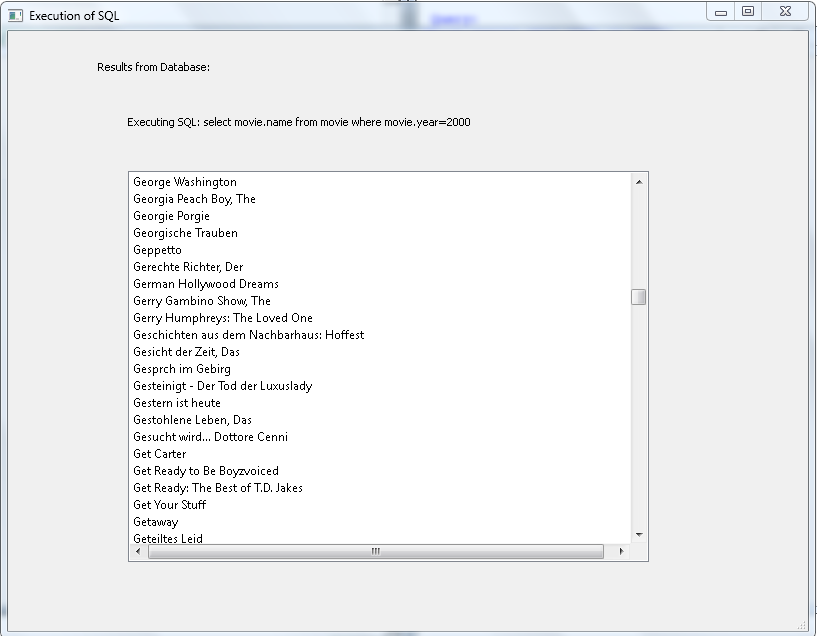 Execution of SQL
Results from Database:
Executing SQL: select movie.name from movie where movie.year=2000
George Washington
Georgia Peach Boy, The
Georgie Porgie
Georgische Trauben
Geppetto
Gerechte Richter, Der
German Hollywood Dreams
Gerry Gambino Show, The
Gerry Humphreys: The Loved One
Geschichten aus dem Nachbarhaus: Hoffest
Gesicht der Zeit, Das
Gesprch im Gebirg
Gesteinigt - Der Tod der Luxuslady
Gestern ist heute
Gestohlene Leben, Das
Gesucht wird... Dottore Cenni
Get Carter
Get Ready to Be Boyzvoiced
Get Ready: The Best of T.D. Jakes
Get Your Stuff
Getaway
Geteiltes Leid